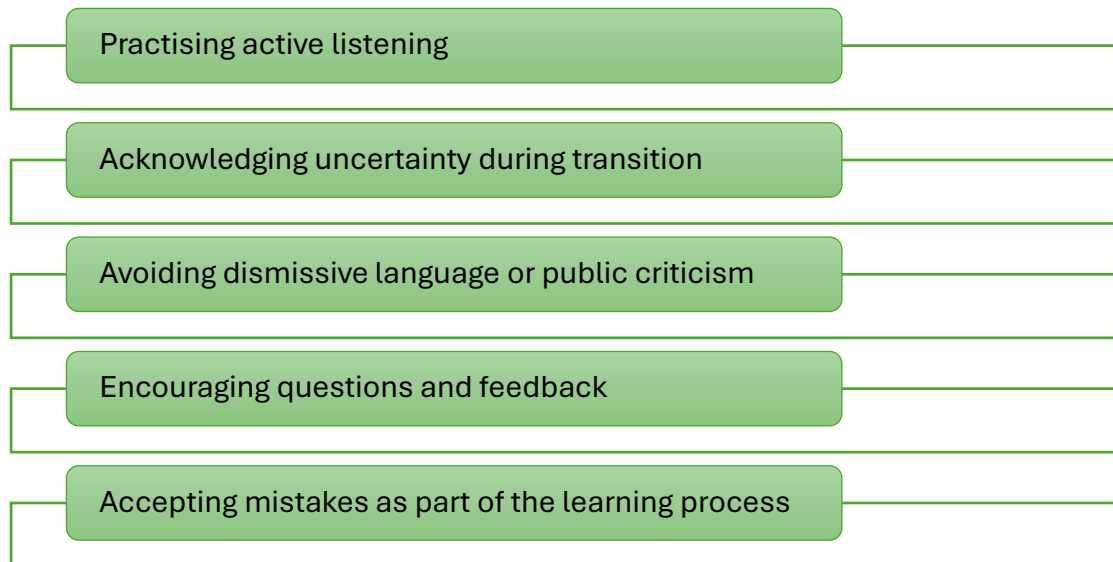 Practising active listening
Acknowledging uncertainty during transition
Avoiding dismissive language or public criticism
Encouraging questions and feedback
Accepting mistakes as part of the learning process